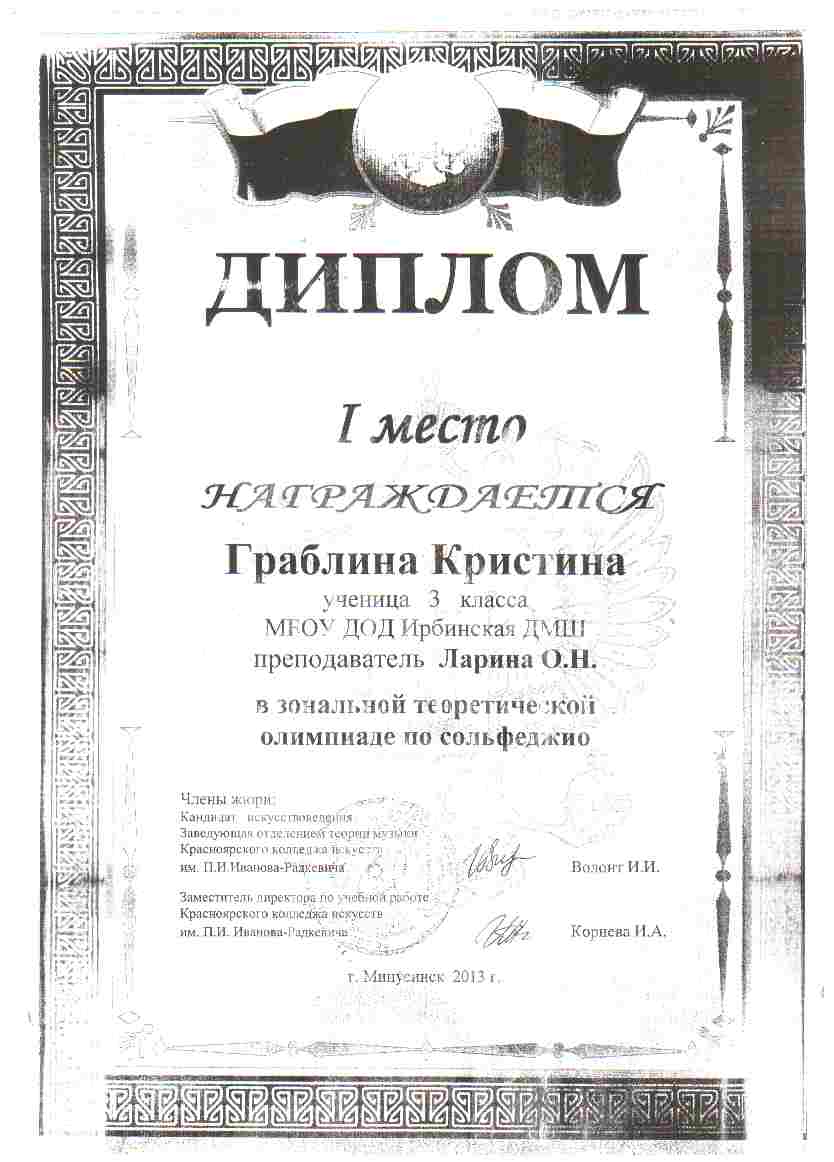 ДИПЛОМ
I место
НАГРАЖДАЕТСЯ
Граблина Кристина
ученица 3 класса
МБОУ ДОД Ирбинская ДМШ
преподаватель Ларина О.Н.
в зональной теоретической
олимпиаде по сольфеджио
Члены жюри:
Кандидат искусствоведения
Заведующая отделением теории музыки
Красноярского колледжа искусств
им. П.И.Иванова-Радкевича
Волонт И.И.
Заместитель директора по учебной работе
Красноярского колледжа искусств
им. П.И. Иванова-Радкевича
Корнева И.А.
г. Минусинск 2013 г.